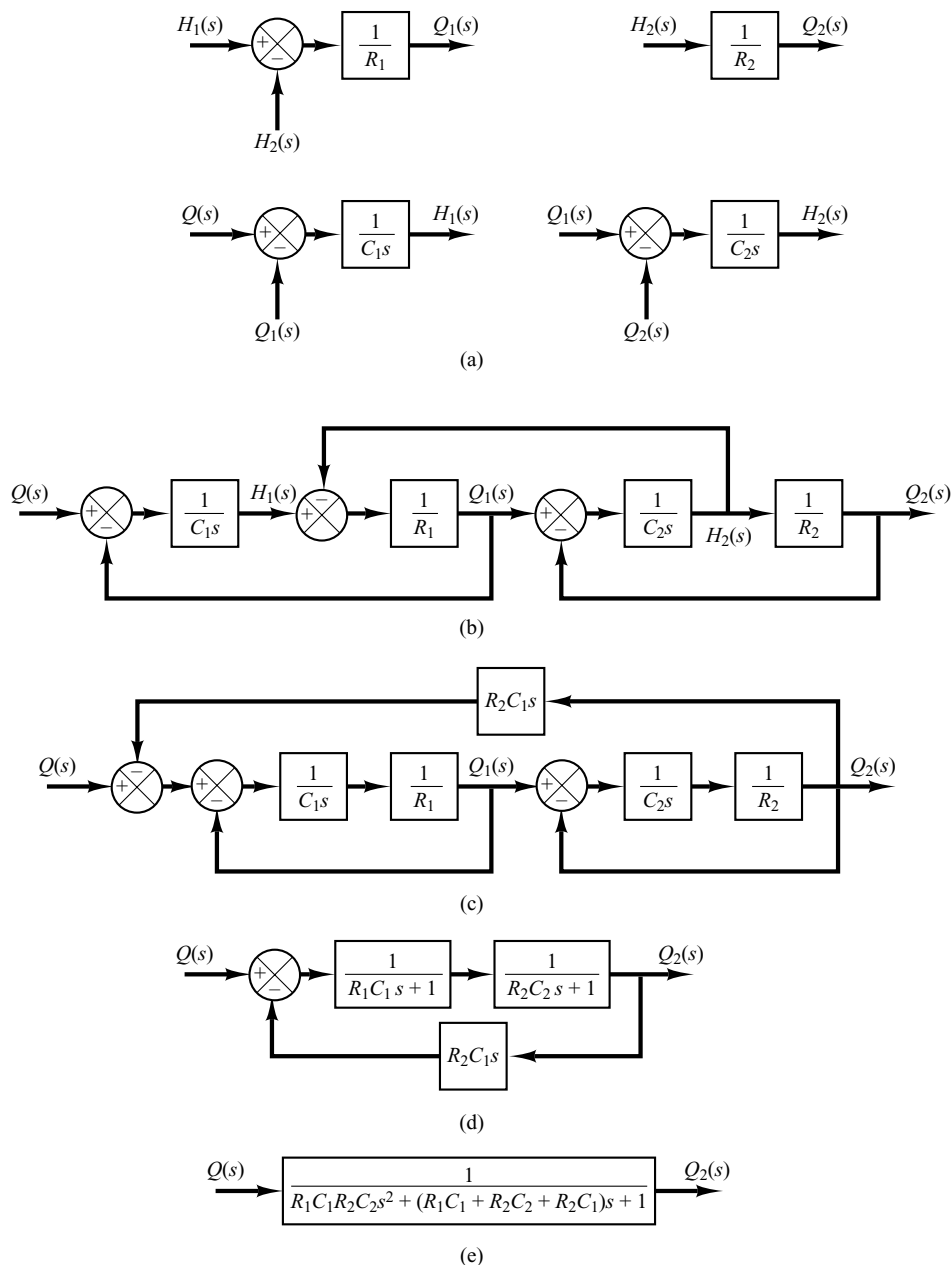 H₁(s) + − 1/R₁ Q₁(s)
H₂(s)
H₂(s) 1/R₂ Q₂(s)
Q(s) + − 1/C₁s H₁(s)
Q₁(s)
Q₁(s) + − 1/C₂s H₂(s)
Q₂(s)
(a)
Q(s) + − 1/C₁s H₁(s) − + 1/R₁ Q₁(s) + − 1/C₂s H₂(s) 1/R₂ Q₂(s)
(b)
R₂C₁s
Q(s) − + + − 1/C₁s 1/R₁ Q₁(s) + − 1/C₂s 1/R₂ Q₂(s)
(c)
Q(s) + − 1/(R₁C₁s + 1) 1/(R₂C₂s + 1) Q₂(s)
R₂C₁s
(d)
Q(s) 1/(R₁C₁R₂C₂s² + (R₁C₁ + R₂C₂ + R₂C₁)s + 1) Q₂(s)
(e)